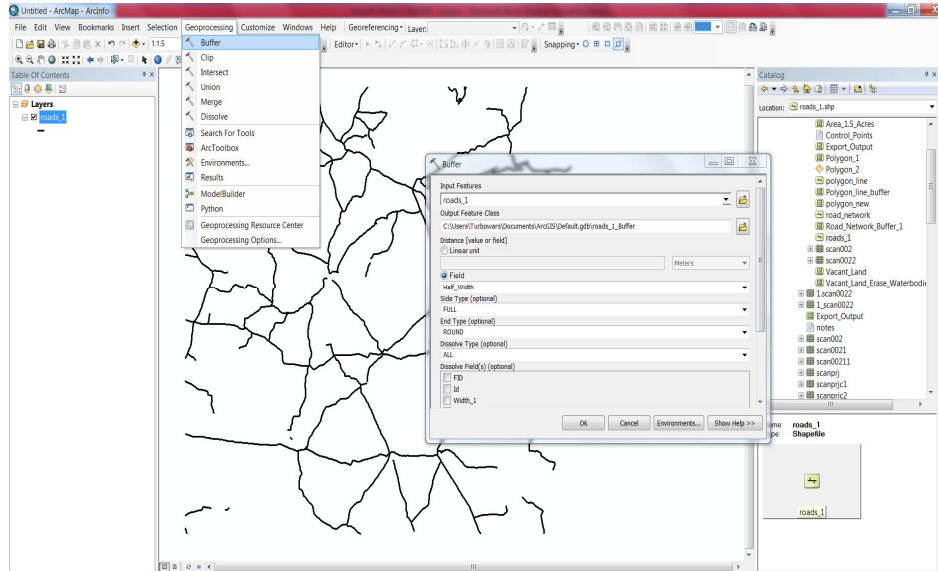 Untitled - ArcMap - ArcInfo
File Edit View Bookmarks Insert Selection Geoprocessing Customize Windows Help Georeferencing Layer:
1:1.5
Editor
Snapping
Buffer
Clip
Intersect
Union
Merge
Dissolve
Search For Tools
ArcToolbox
Environments...
Results
ModelBuilder
Python
Geoprocessing Resource Center
Geoprocessing Options...
Table Of Contents
Layers
roads_1
Buffer
Input Features
roads_1
Output Feature Class
C:\Users\Turbowars\Documents\ArcGIS\Default.gdb\roads_1_Buffer
Distance [value or field]
Linear unit
Meters
Field
Half_Width
Side Type (optional)
FULL
End Type (optional)
ROUND
Dissolve Type (optional)
ALL
Dissolve Field(s) (optional)
FID
Id
Width_1
OK Cancel Environments... Show Help >>
Catalog
Location: roads_1.shp
Area_1.5_Acres
Control_Points
Export_Output
Polygon_1
Polygon_2
polygon_line
Polygon_line_buffer
polygon_new
road_network
Road_Network_Buffer_1
roads_1
scan002
scan0022
Vacant_Land
Vacant_Land_Erase_Waterbodi
1.scan0022
1_scan0022
Export_Output
notes
scan002
scan0021
scan00211
scanprj
scanprjc1
scanprjc2
roads_1
Shapefile
roads_1